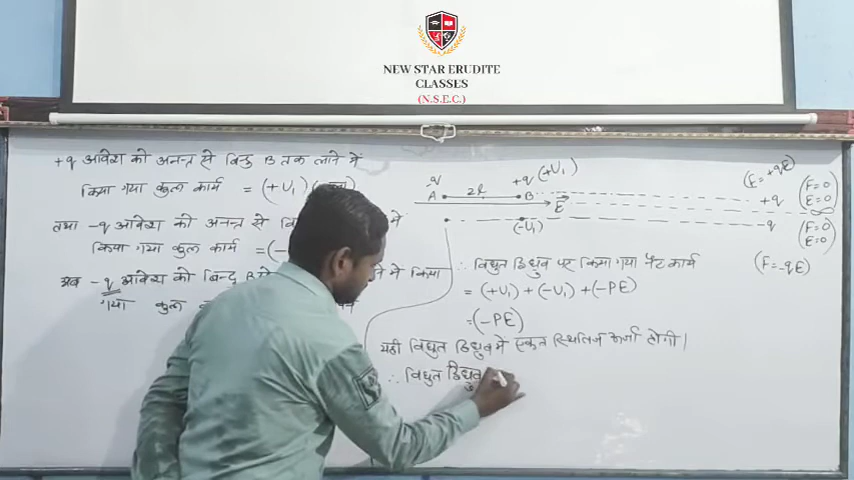 NEW STAR ERUDITE
CLASSES
(N.S.E.C.)
+q आवेश को अनन्त से बिन्दु B तक लाने में
किया गया कुल कार्य = (+U₁)
तथा -q आवेश को अनन्त से में
किया गया कुल कार्य = (-
अब -q आवेश को बिन्दु B ने में किया
गया कुल
-q +q (+U₁)
A 2l B
E
(-U₁)
(F=+qE)
+q
F=0
E=0
∞
-q
F=0
E=0
(F=-qE)
∴ विद्युत द्विध्रुव पर किया गया नेट कार्य
= (+U₁) + (-U₁) + (-PE)
= (-PE)
यही विद्युत द्विध्रुव में स्थितिज ऊर्जा होगी।
∴ विद्युत द्विध्रुव